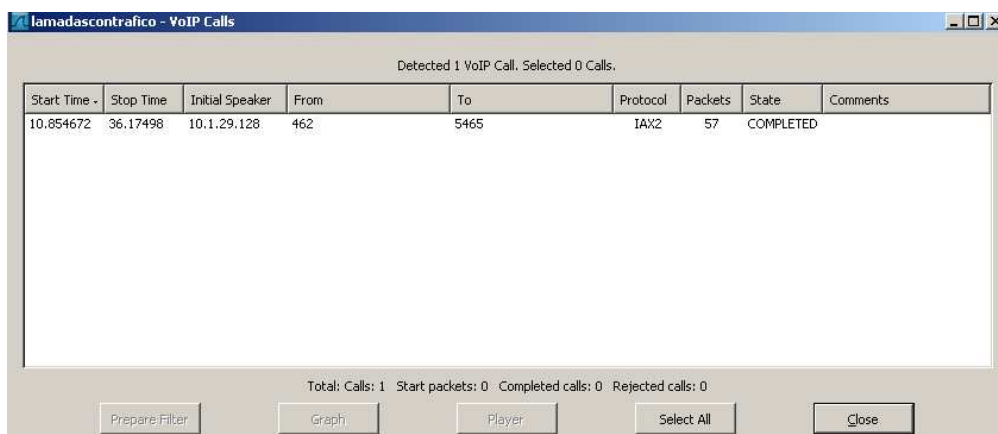 lamadascontrafico - VoIP Calls
Detected 1 VoIP Call. Selected 0 Calls.
Start Time Stop Time Initial Speaker From To Protocol Packets State Comments
10.854672 36.17498 10.1.29.128 462 5465 IAX2 57 COMPLETED
Total: Calls: 1 Start packets: 0 Completed calls: 0 Rejected calls: 0
Prepare Filter Graph Player Select All Close